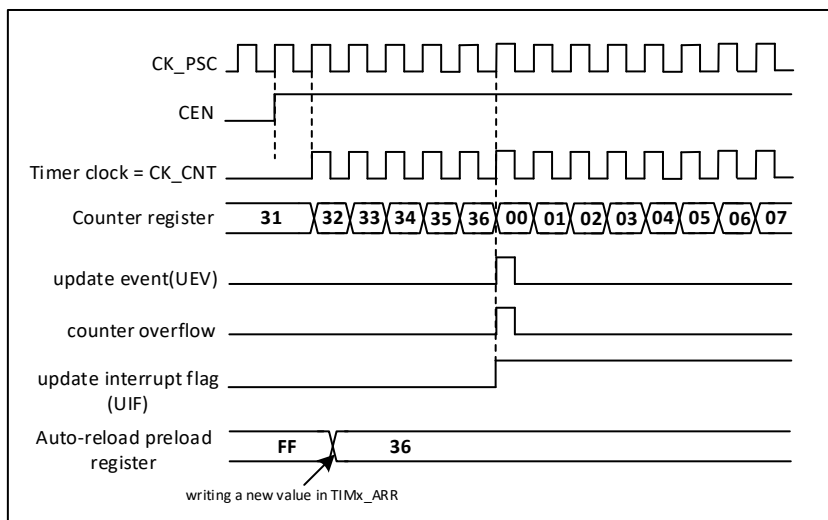 CK_PSC
CEN
Timer clock = CK_CNT
Counter register 31 32 33 34 35 36 00 01 02 03 04 05 06 07
update event(UEV)
counter overflow
update interrupt flag
(UIF)
Auto-reload preload
register
FF 36
writing a new value in TIMx_ARR